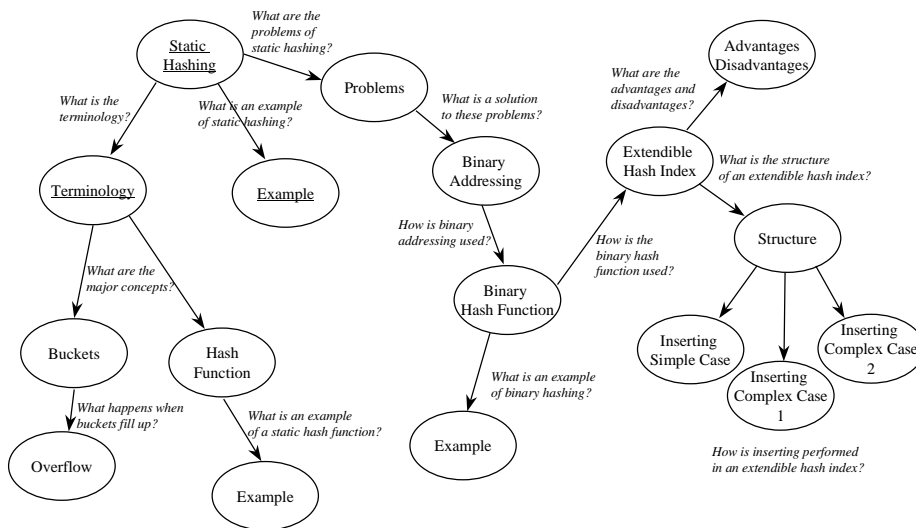 What are the
problems of
static hashing?
Static
Hashing
Problems
Advantages
Disadvantages
What are the
advantages and
disadvantages?
What is the
terminology?
What is an example
of static hashing?
What is a solution
to these problems?
Terminology
Example
Binary
Addressing
Extendible
Hash Index
What is the structure
of an extendible hash index?
How is binary
addressing used?
How is the
binary hash
function used?
Structure
What are the
major concepts?
Binary
Hash Function
Buckets
Hash
Function
Inserting
Simple Case
Inserting
Complex Case
1
Inserting
Complex Case
2
What happens when
buckets fill up?
What is an example
of a static hash function?
What is an example
of binary hashing?
Overflow
Example
Example
How is inserting performed
in an extendible hash index?